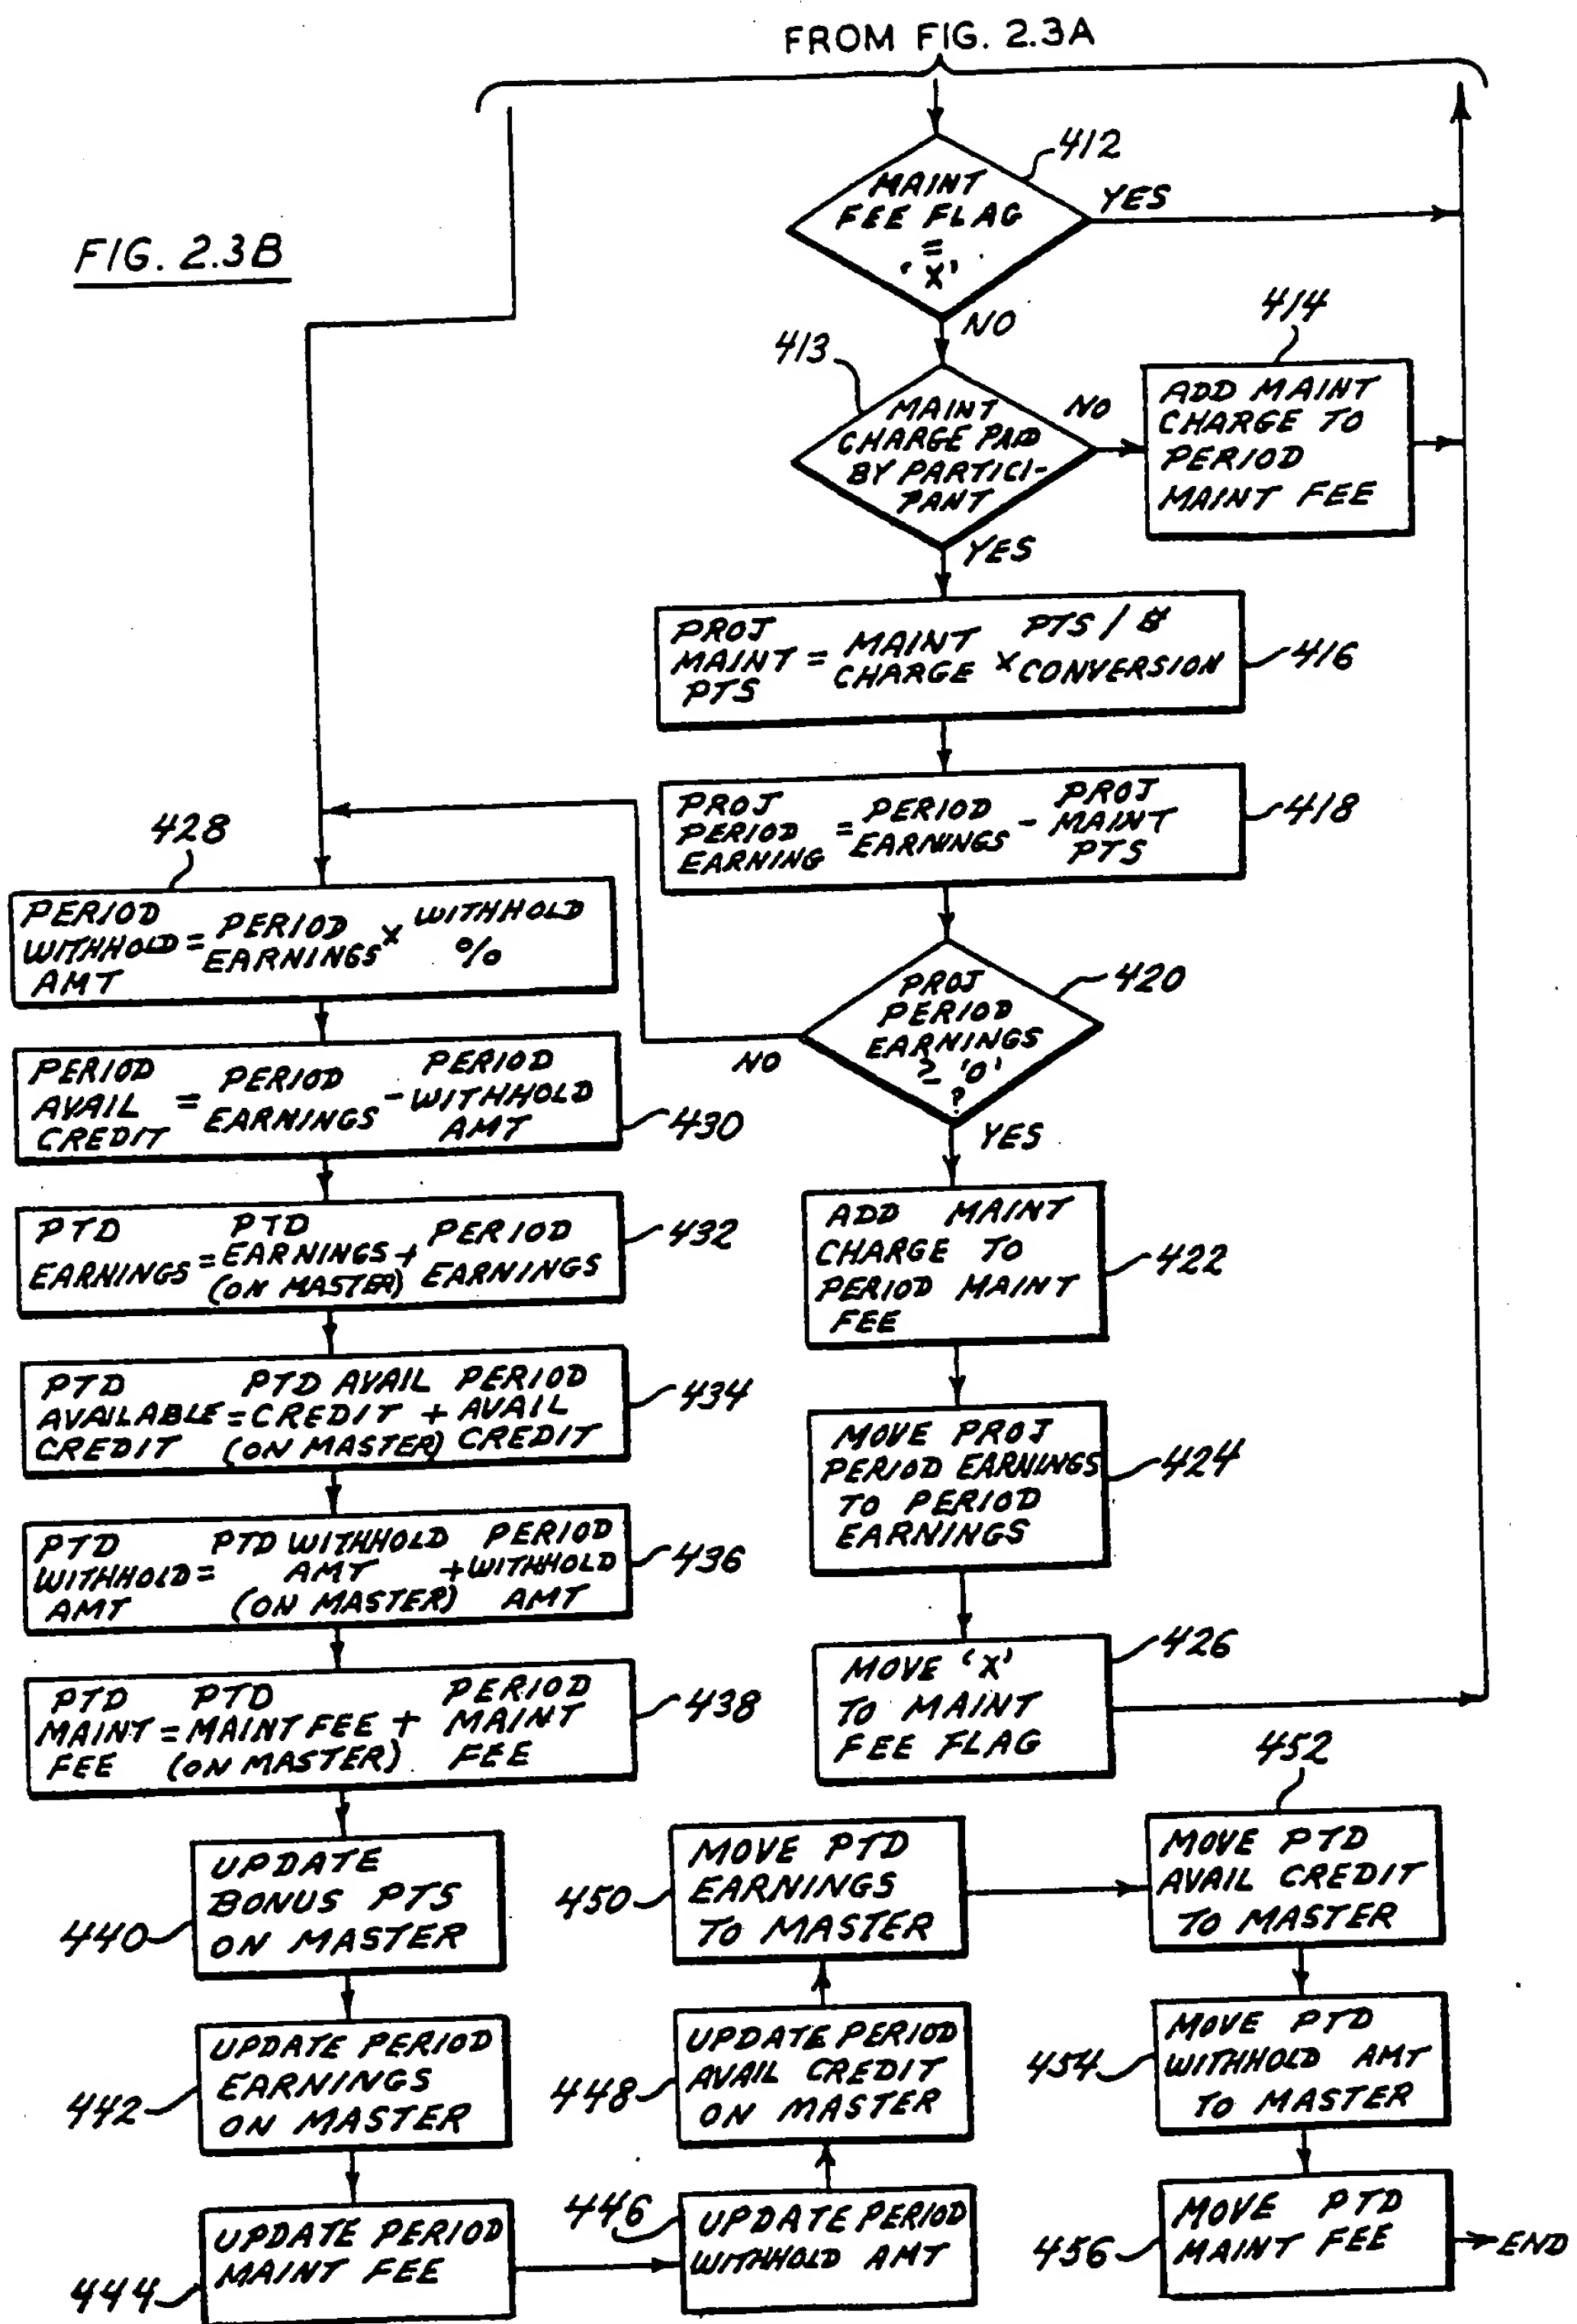 FROM FIG. 2.3A
FIG. 2.3B
412
MAINT
FEE FLAG
=
'X'
YES
NO
413
MAINT
CHARGE PAID
BY PARTICI-
PANT
NO
YES
414
ADD MAINT
CHARGE TO
PERIOD
MAINT FEE
PROJ
MAINT
PTS
=
MAINT
CHARGE
×
PTS / $
CONVERSION
416
PROJ
PERIOD
EARNING
=
PERIOD
EARNINGS
-
PROJ
MAINT
PTS
418
PROJ
PERIOD
EARNINGS
≥ '0'
?
420
NO
YES
ADD MAINT
CHARGE TO
PERIOD MAINT
FEE
422
MOVE PROJ
PERIOD EARNINGS
TO PERIOD
EARNINGS
424
MOVE 'X'
TO MAINT
FEE FLAG
426
428
PERIOD
WITHHOLD
AMT
=
PERIOD
EARNINGS
×
WITHHOLD
%
PERIOD
AVAIL
CREDIT
=
PERIOD
EARNINGS
-
PERIOD
WITHHOLD
AMT
430
PTD
EARNINGS
=
PTD
EARNINGS
(ON MASTER)
+
PERIOD
EARNINGS
432
PTD
AVAILABLE
CREDIT
=
PTD AVAIL
CREDIT
(ON MASTER)
+
PERIOD
AVAIL
CREDIT
434
PTD
WITHHOLD
AMT
=
PTD WITHHOLD
AMT
(ON MASTER)
+
PERIOD
WITHHOLD
AMT
436
PTD
MAINT
FEE
=
PTD
MAINT FEE
(ON MASTER)
+
PERIOD
MAINT
FEE
438
UPDATE
BONUS PTS
ON MASTER
440
UPDATE PERIOD
EARNINGS
ON MASTER
442
UPDATE PERIOD
MAINT FEE
444
446
UPDATE PERIOD
WITHHOLD AMT
UPDATE PERIOD
AVAIL CREDIT
ON MASTER
448
MOVE PTD
EARNINGS
TO MASTER
450
452
MOVE PTD
AVAIL CREDIT
TO MASTER
MOVE PTD
WITHHOLD AMT
TO MASTER
454
MOVE PTD
MAINT FEE
456
END